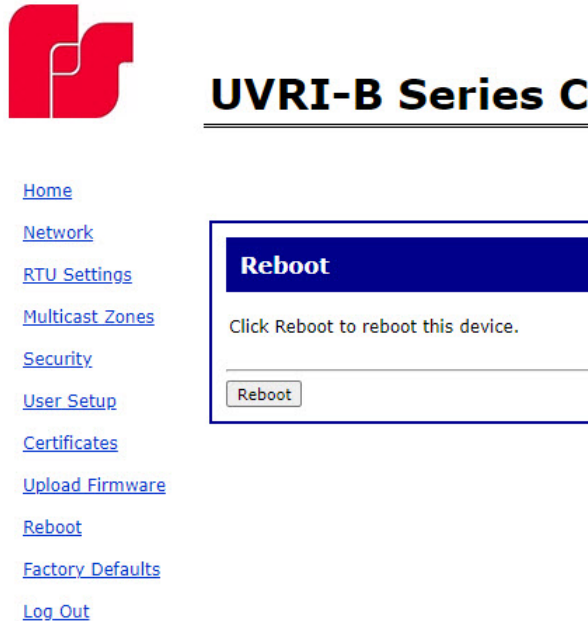 UVRI-B Series C
Home
Network
RTU Settings
Multicast Zones
Security
User Setup
Certificates
Upload Firmware
Reboot
Factory Defaults
Log Out
Reboot
Click Reboot to reboot this device.
Reboot